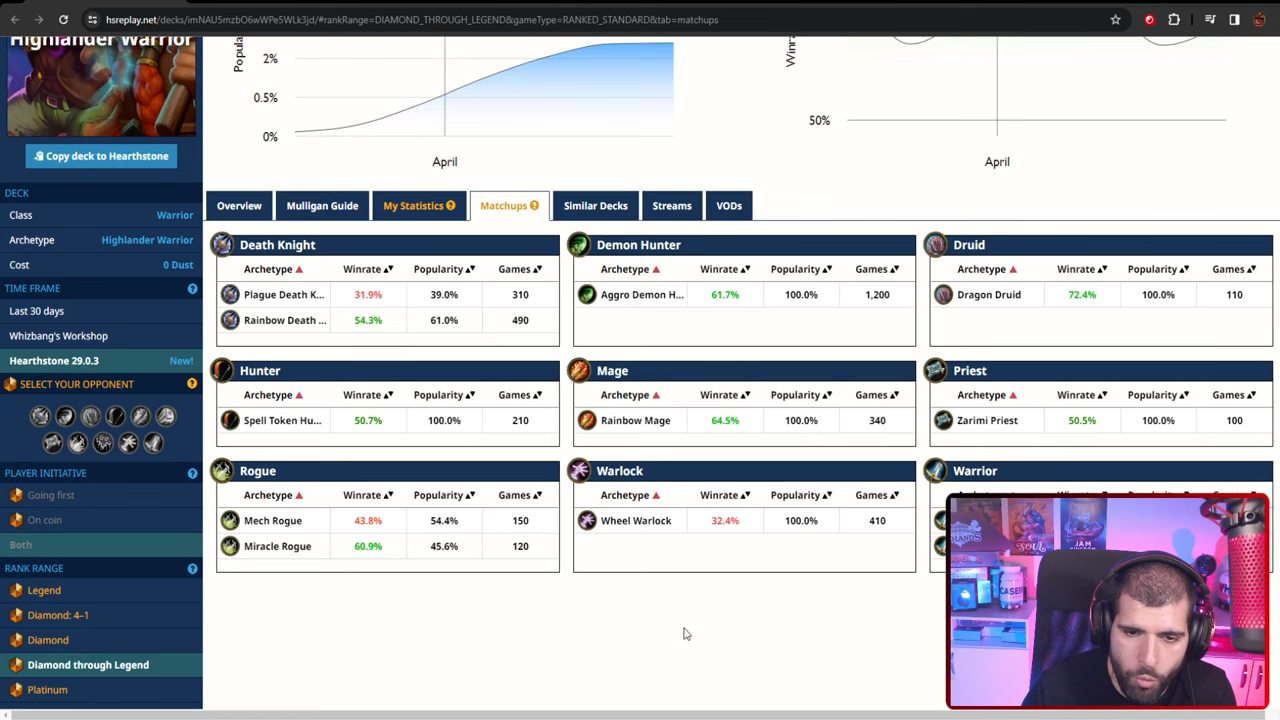 hsreplay.net/decks/imNAU5mzbO6wWPe5WLk3jd/#rankRange=DIAMOND_THROUGH_LEGEND&gameType=RANKED_STANDARD&tab=matchups
Highlander Warrior
Copy deck to Hearthstone
DECK
Class Warrior
Archetype Highlander Warrior
Cost 0 Dust
TIME FRAME
Last 30 days
Whizbang's Workshop
Hearthstone 29.0.3 New!
SELECT YOUR OPPONENT
PLAYER INITIATIVE
Going first
On coin
Both
RANK RANGE
Legend
Diamond: 4–1
Diamond
Diamond through Legend
Platinum
2%
0.5%
0%
April
Winra
50%
April
Overview Mulligan Guide My Statistics Matchups Similar Decks Streams VODs
Death Knight
Archetype Winrate Popularity Games
Plague Death K... 31.9% 39.0% 310
Rainbow Death ... 54.3% 61.0% 490
Demon Hunter
Archetype Winrate Popularity Games
Aggro Demon H... 61.7% 100.0% 1,200
Druid
Archetype Winrate Popularity Games
Dragon Druid 72.4% 100.0% 110
Hunter
Archetype Winrate Popularity Games
Spell Token Hu... 50.7% 100.0% 210
Mage
Archetype Winrate Popularity Games
Rainbow Mage 64.5% 100.0% 340
Priest
Archetype Winrate Popularity Games
Zarimi Priest 50.5% 100.0% 100
Rogue
Archetype Winrate Popularity Games
Mech Rogue 43.8% 54.4% 150
Miracle Rogue 60.9% 45.6% 120
Warlock
Archetype Winrate Popularity Games
Wheel Warlock 32.4% 100.0% 410
Warrior
JAM